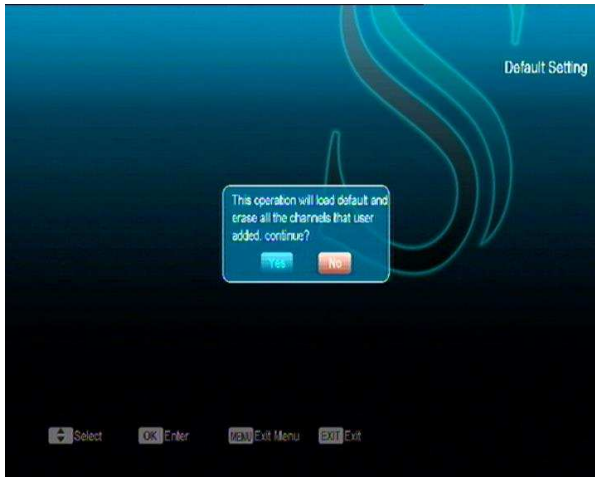 Default Setting
This operation will load default and
erase all the channels that user
added, continue?
Yes No
Select OK Enter MENU Exit Menu EXIT Exit